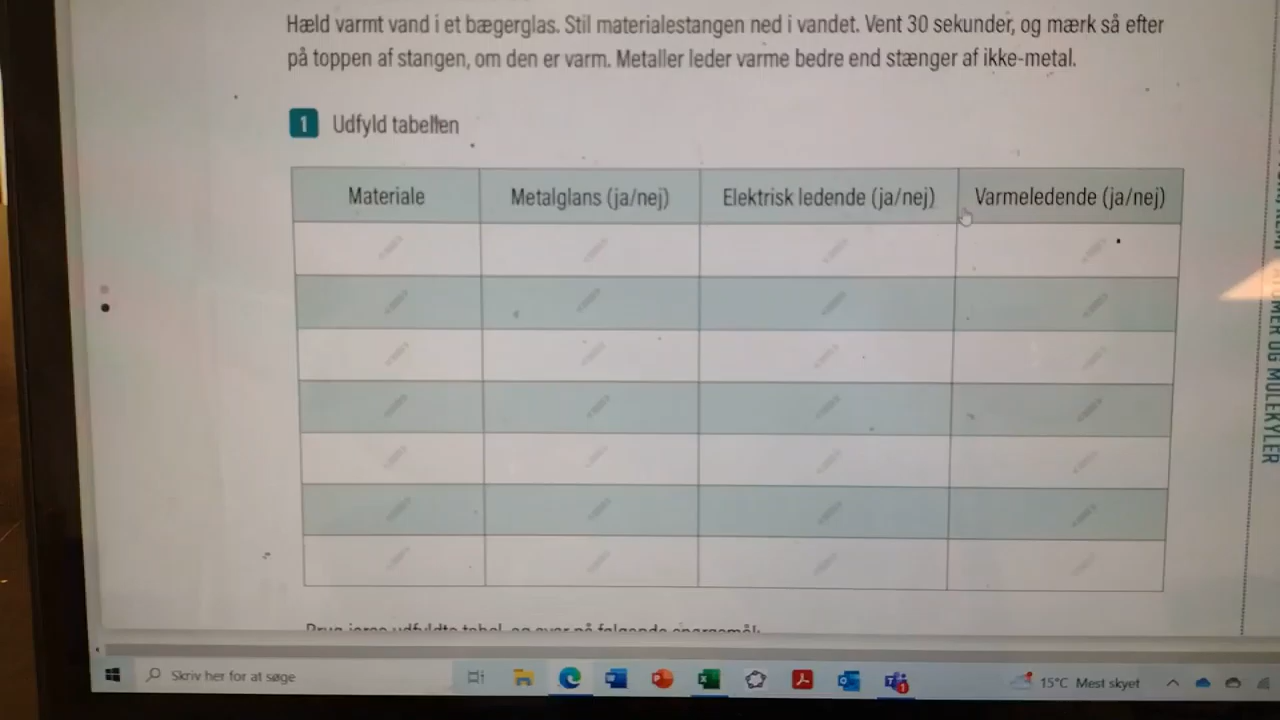 Hæld varmt vand i et bægerglas. Stil materialestangen ned i vandet. Vent 30 sekunder, og mærk så efter
på toppen af stangen, om den er varm. Metaller leder varme bedre end stænger af ikke-metal.
1 Udfyld tabellen
Materiale Metalglans (ja/nej) Elektrisk ledende (ja/nej) Varmeledende (ja/nej)
OG MOLEKYLER
Skriv her for at søge
15°C Mest skyet